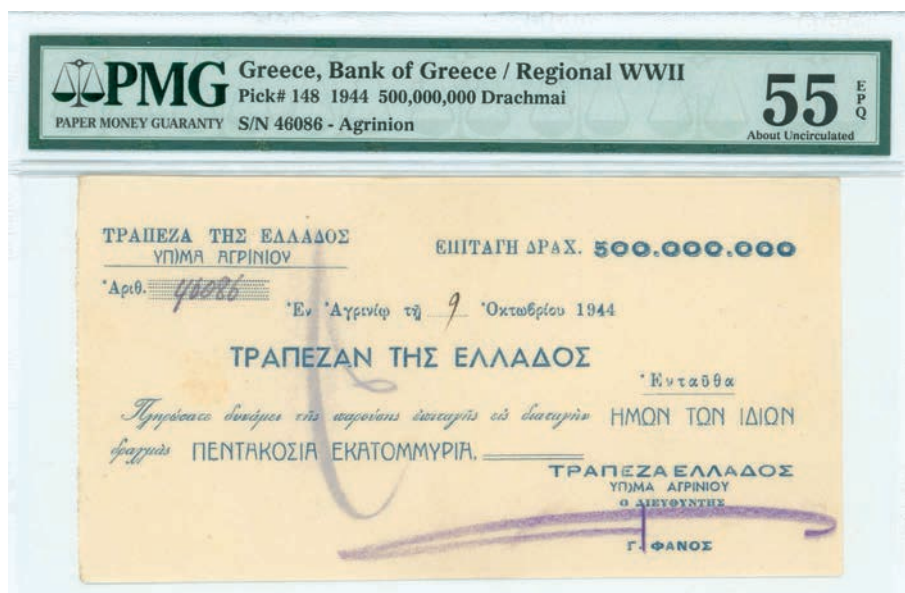 PMG
PAPER MONEY GUARANTY
Greece, Bank of Greece / Regional WWII
Pick# 148 1944 500,000,000 Drachmai
S/N 46086 - Agrinion
55
EPQ
About Uncirculated
ΤΡΑΠΕΖΑ ΤΗΣ ΕΛΛΑΔΟΣ
ΥΠ)ΜΑ ΑΓΡΙΝΙΟΥ
ΕΠΙΤΑΓΗ ΔΡΑΧ. 500.000.000
Ἀριθ. 46086
Ἐν Ἀγρινίῳ τῇ 9 Ὀκτωβρίου 1944
ΤΡΑΠΕΖΑΝ ΤΗΣ ΕΛΛΑΔΟΣ
Ἐνταῦθα
Πληρώσατε δυνάμει τῆς παρούσης ἐπιταγῆς εἰς διαταγὴν ΗΜΩΝ ΤΩΝ ΙΔΙΩΝ
δραχμὰς ΠΕΝΤΑΚΟΣΙΑ ΕΚΑΤΟΜΜΥΡΙΑ.
ΤΡΑΠΕΖΑ ΕΛΛΑΔΟΣ
ΥΠ)ΜΑ ΑΓΡΙΝΙΟΥ
Ο ΔΙΕΥΘΥΝΤΗΣ
Γ. ΦΑΝΟΣ